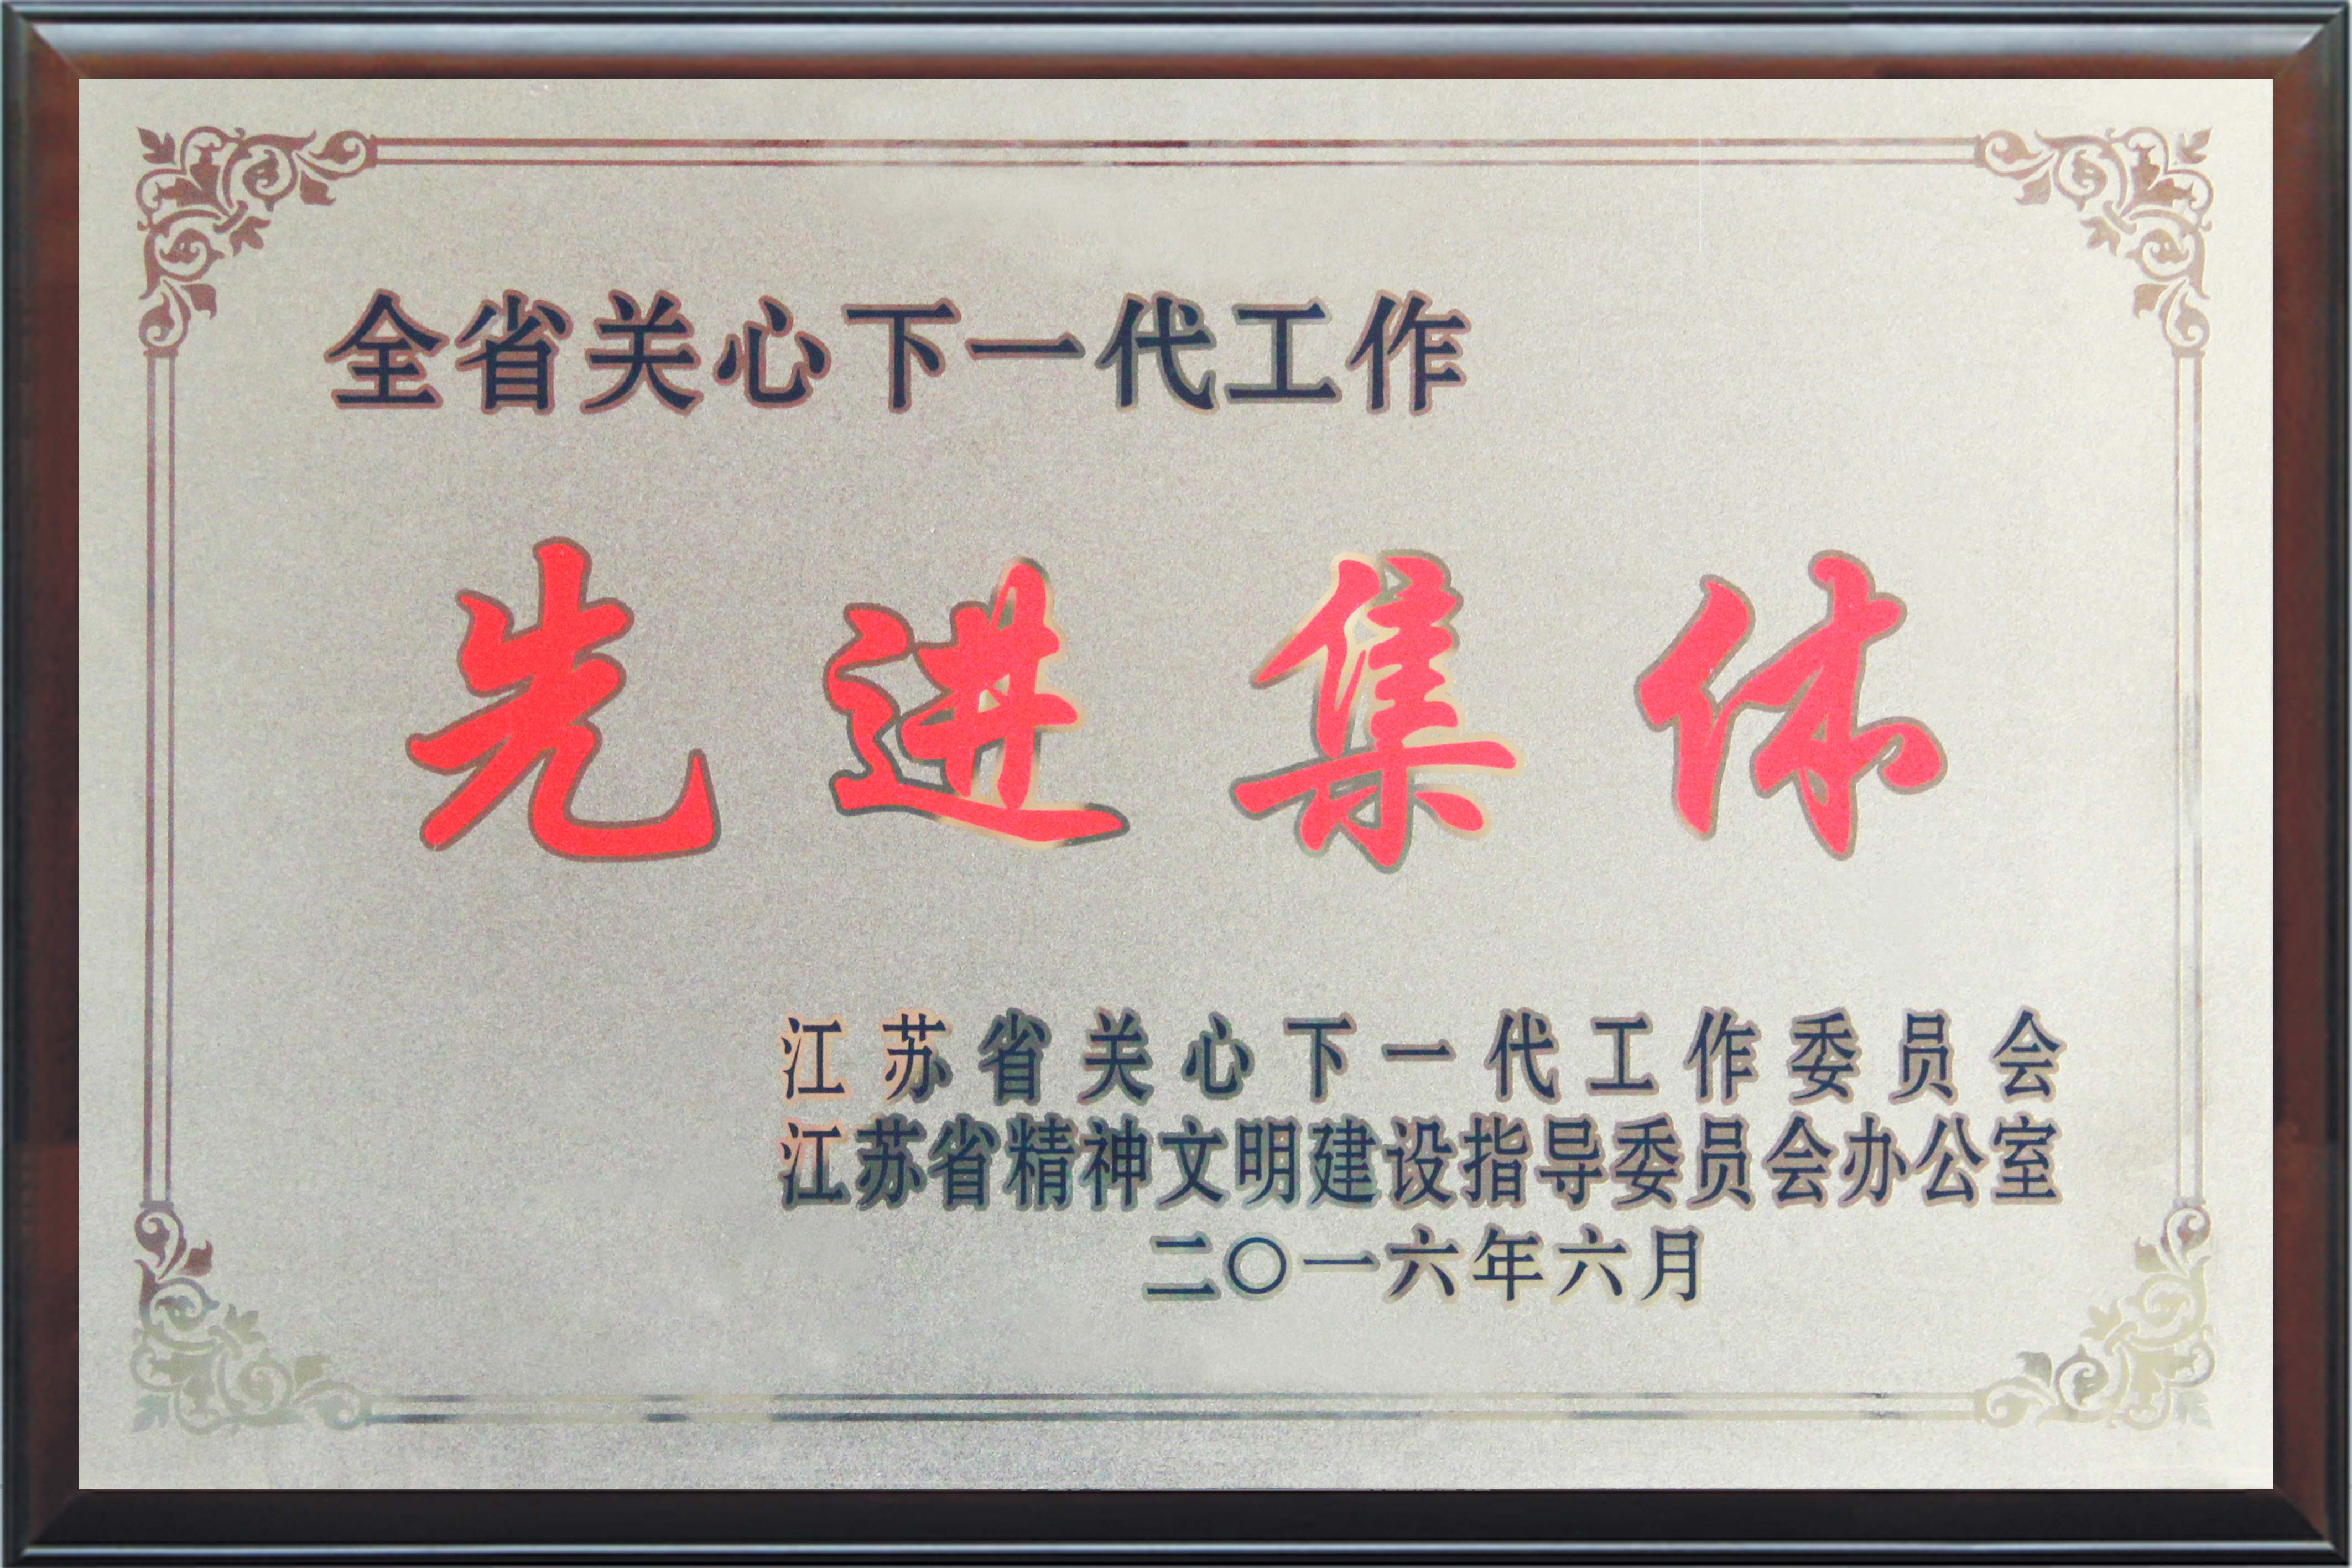 全省关心下一代工作
先进集体
江苏省关心下一代工作委员会
江苏省精神文明建设指导委员会办公室
二〇一六年六月